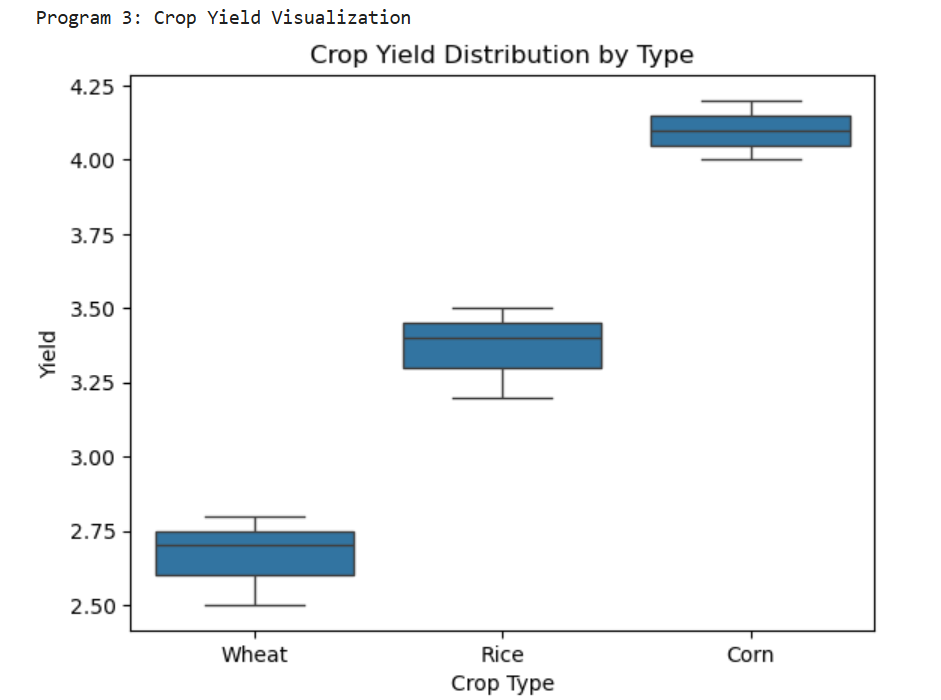 Program 3: Crop Yield Visualization
Crop Yield Distribution by Type
4.25
4.00
3.75
3.50
3.25
3.00
2.75
2.50
Yield
Wheat Rice Corn
Crop Type